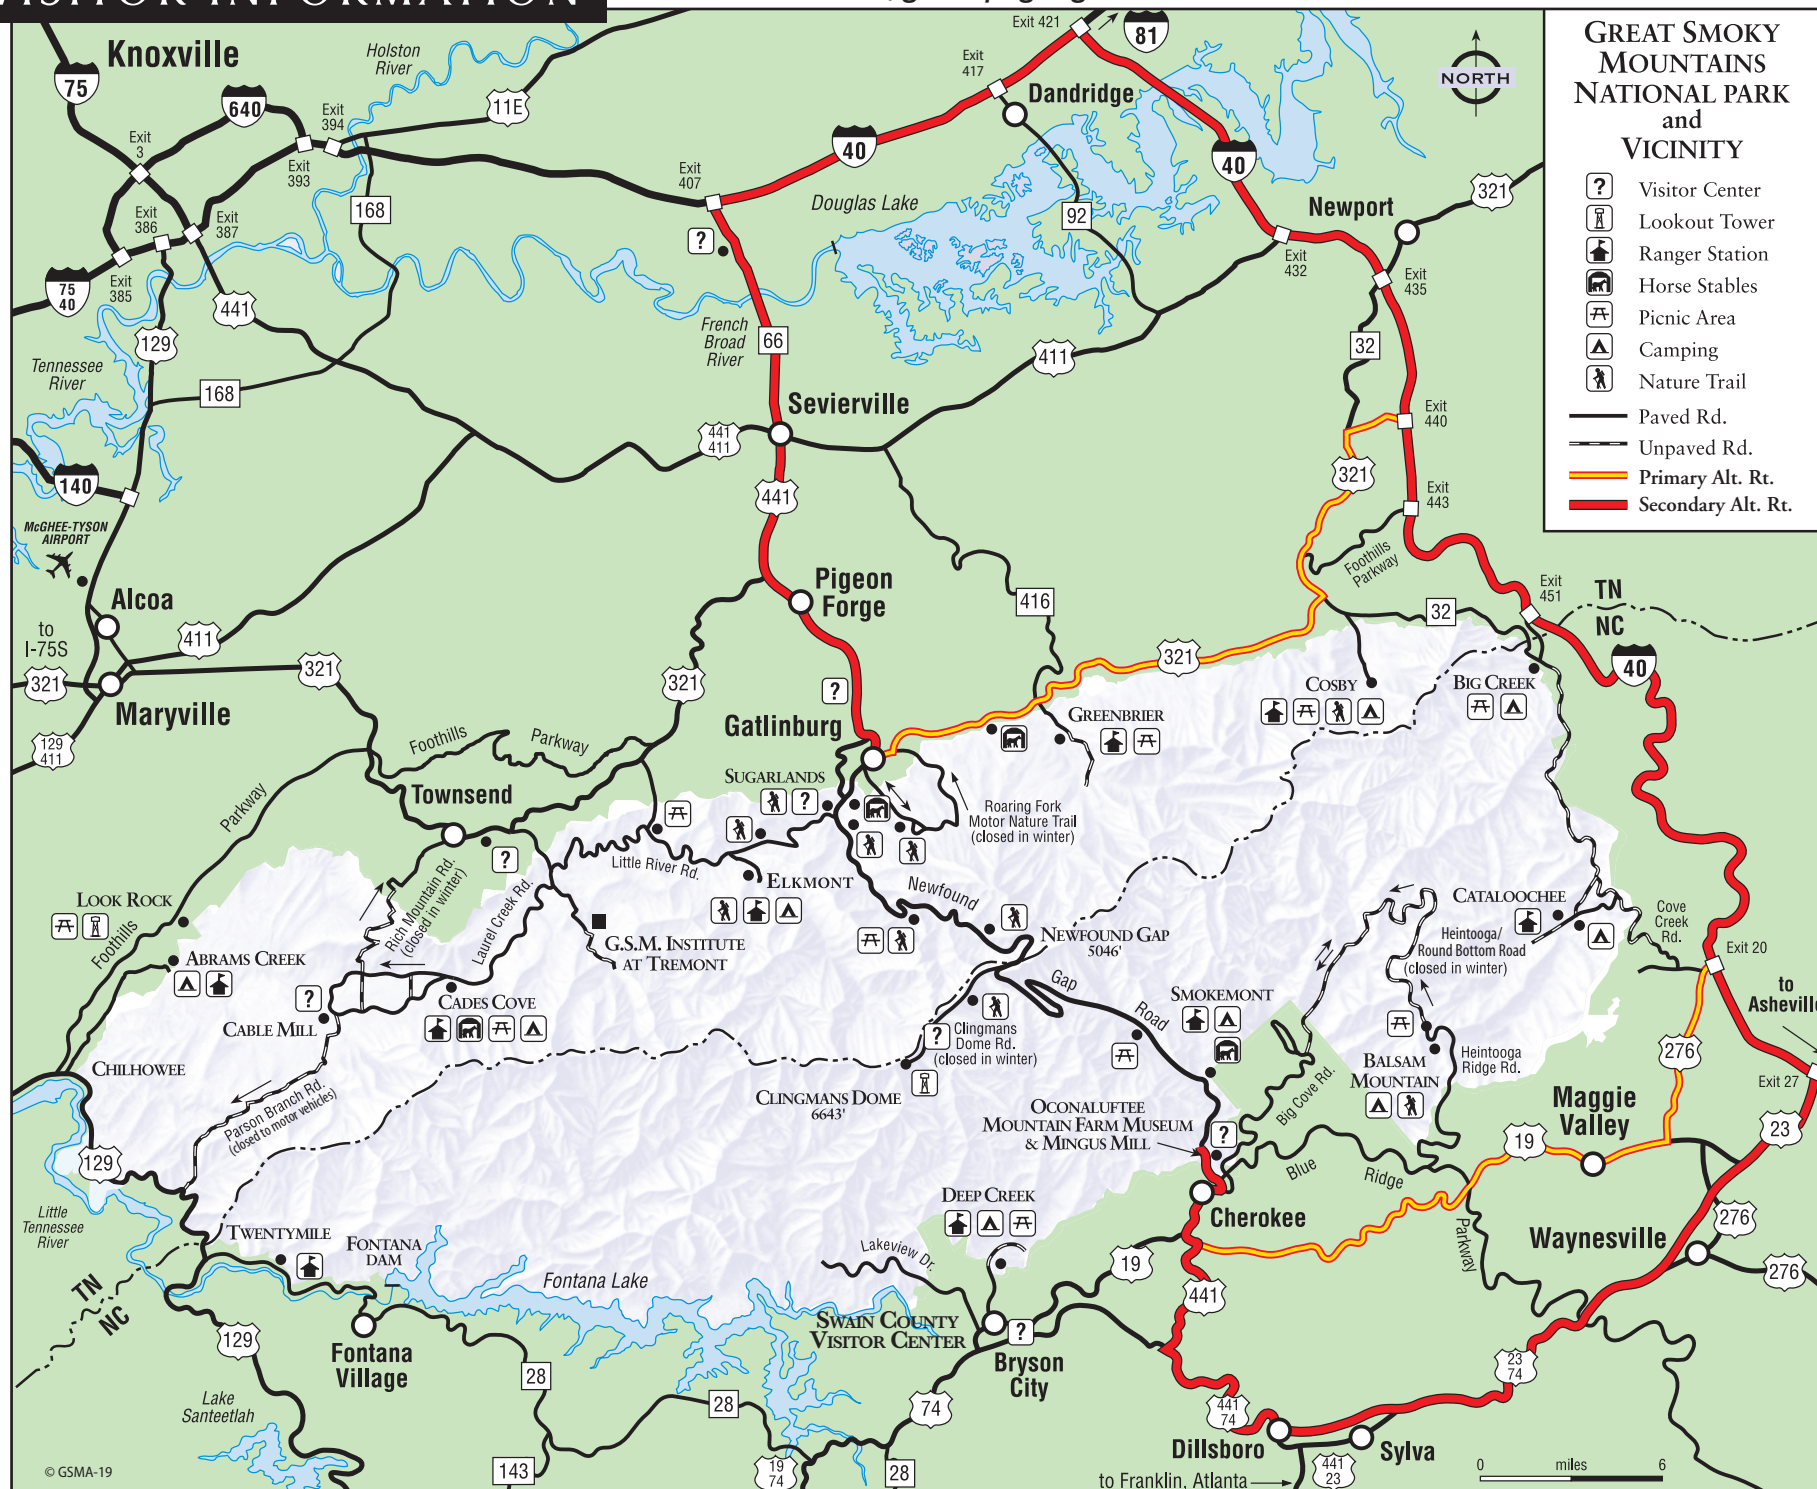 VISITOR INFORMATION
Knoxville
Holston
River
75
640
Exit
394
11E
Exit
3
Exit
393
168
Exit
386
Exit
387
Exit
385
75
40
441
129
Tennessee
River
168
140
McGHEE-TYSON
AIRPORT
Alcoa
to
I-75S
411
321
321
Maryville
129
411
Exit 421
81
Exit
417
Dandridge
40
40
Exit
407
Douglas Lake
92
Newport
321
Exit
432
Exit
435
?
French
Broad
River
66
411
32
Sevierville
441
411
Exit
440
321
441
Exit
443
Foothills
Parkway
Pigeon
Forge
416
Exit
451
TN
NC
32
40
321
321
NORTH
GREAT SMOKY
MOUNTAINS
NATIONAL PARK
and
VICINITY
? Visitor Center
Lookout Tower
Ranger Station
Horse Stables
Picnic Area
Camping
Nature Trail
Paved Rd.
Unpaved Rd.
Primary Alt. Rt.
Secondary Alt. Rt.
?
Gatlinburg
COSBY
BIG CREEK
GREENBRIER
Foothills
Parkway
Parkway
Townsend
SUGARLANDS
?
Roaring Fork
Motor Nature Trail
(closed in winter)
?
Little River Rd.
ELKMONT
Newfound
LOOK ROCK
Foothills
Rich Mountain Rd.
(closed in winter)
Laurel Creek Rd.
G.S.M. INSTITUTE
AT TREMONT
NEWFOUND GAP
5046'
CATALOOCHEE
Heintooga/
Round Bottom Road
(closed in winter)
Cove
Creek
Rd.
Exit 20
to
Asheville
ABRAMS CREEK
?
CADES COVE
CABLE MILL
Gap
Road
SMOKEMONT
?
Clingmans
Dome Rd.
(closed in winter)
CLINGMANS DOME
6643'
BALSAM
MOUNTAIN
Heintooga
Ridge Rd.
276
Exit 27
CHILHOWEE
Parson Branch Rd.
(closed to motor vehicles)
OCONALUFTEE
MOUNTAIN FARM MUSEUM
& MINGUS MILL
?
Big Cove Rd.
Maggie
Valley
23
129
19
Blue
Ridge
Parkway
Little
Tennessee
River
DEEP CREEK
Cherokee
TWENTYMILE
FONTANA
DAM
Fontana Lake
Lakeview Dr.
19
276
Waynesville
276
TN
NC
441
129
Fontana
Village
SWAIN COUNTY
VISITOR CENTER
?
Bryson
City
28
28
74
23
74
Lake
Santeetlah
441
74
Dillsboro
Sylva
© GSMA-19
143
19
74
28
to Franklin, Atlanta
441
23
0 miles 6